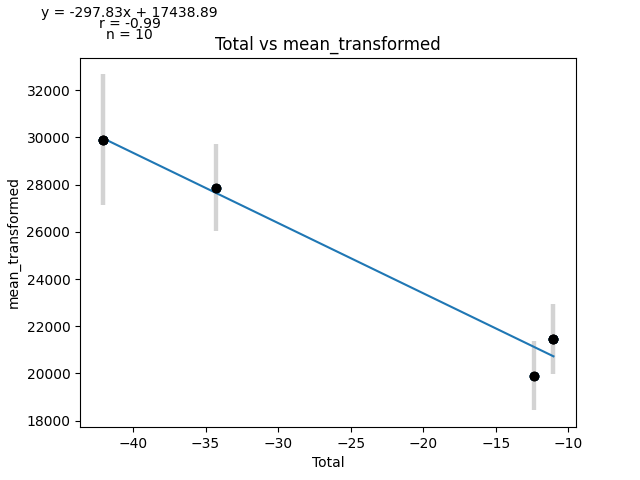 y = -297.83x + 17438.89
r = -0.99
n = 10
Total vs mean_transformed
32000
30000
28000
26000
24000
22000
20000
18000
mean_transformed
−40
−35
−30
−25
−20
−15
−10
Total